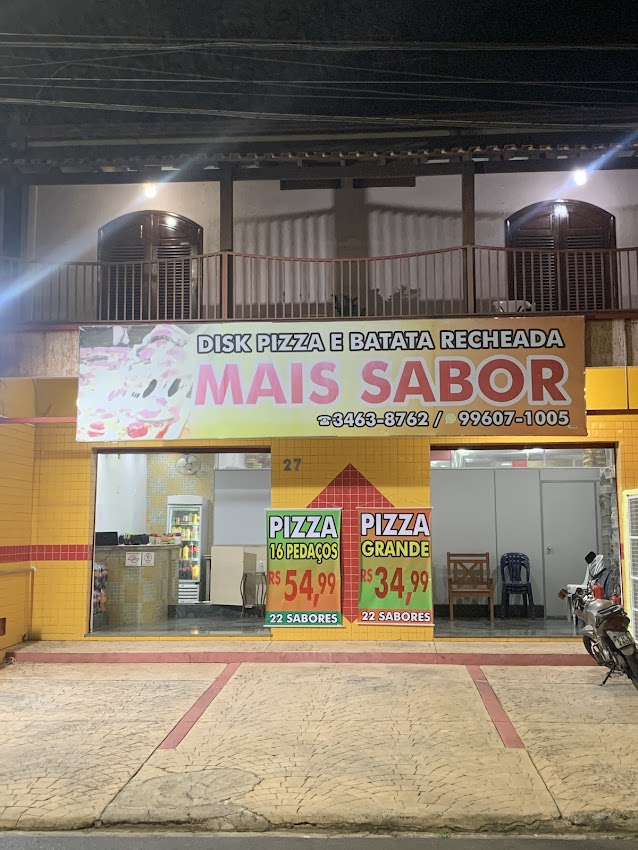 DISK PIZZA E BATATA RECHEADA
MAIS SABOR
☎3463-8762 / 99607-1005
27
PIZZA
16 PEDAÇOS
R$ 54,99
22 SABORES
PIZZA
GRANDE
R$ 34,99
22 SABORES